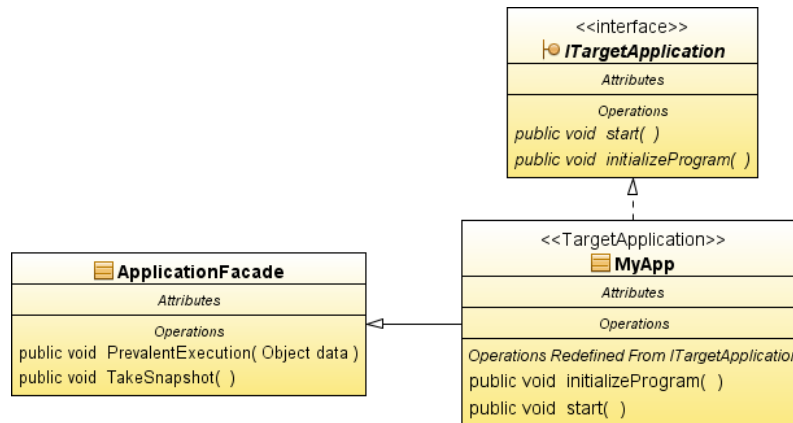 <<interface>>
ITargetApplication
Attributes
Operations
public void start( )
public void initializeProgram( )
ApplicationFacade
Attributes
Operations
public void PrevalentExecution( Object data )
public void TakeSnapshot( )
<<TargetApplication>>
MyApp
Attributes
Operations
Operations Redefined From ITargetApplication
public void initializeProgram( )
public void start( )